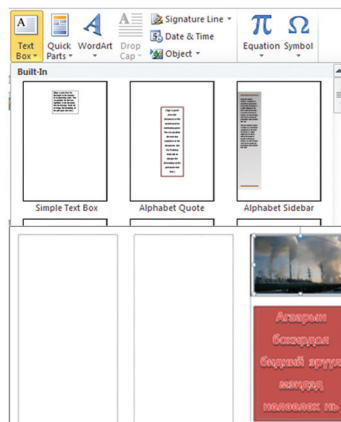 Text Box
Quick Parts
WordArt
Drop Cap
Signature Line
Date & Time
Object
Equation
Symbol
Built-In
Simple Text Box
Alphabet Quote
Alphabet Sidebar
Агаарын
бохирдол
бидний эрүүл
мэндэд
нөлөөлөх нь